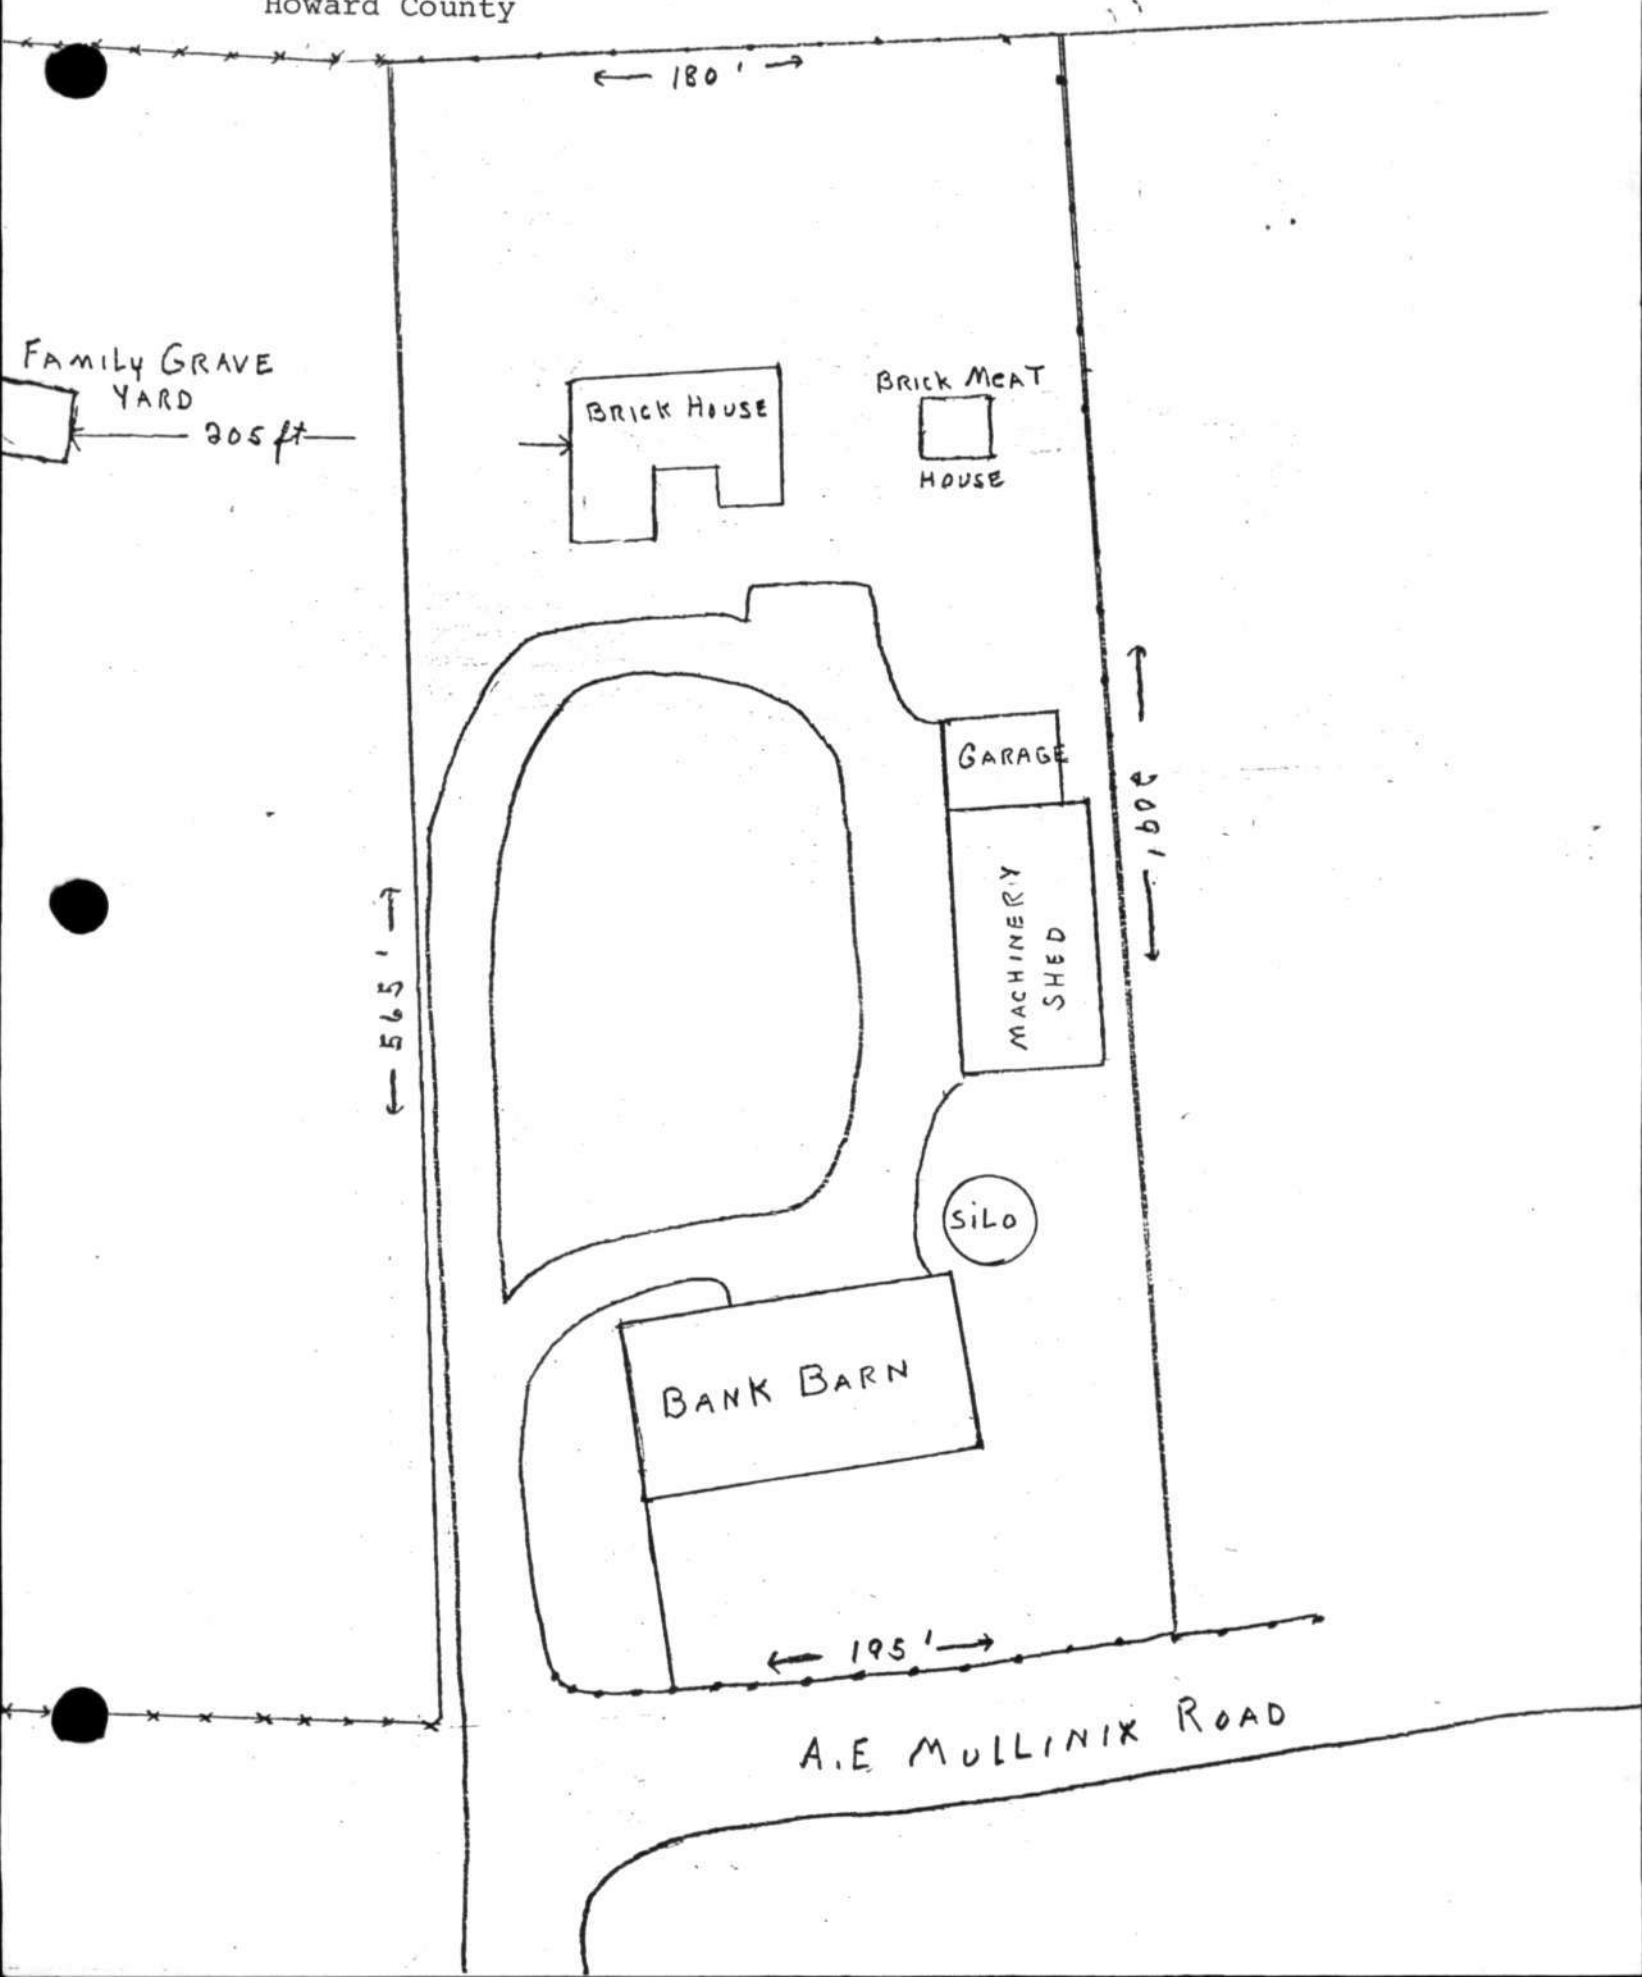 Howard County
180'
FAMILY GRAVE
YARD
205 ft
BRICK HOUSE
BRICK MEAT
HOUSE
GARAGE
209'
MACHINERY
SHED
565'
SILO
BANK BARN
195'
A.E MULLINIX ROAD